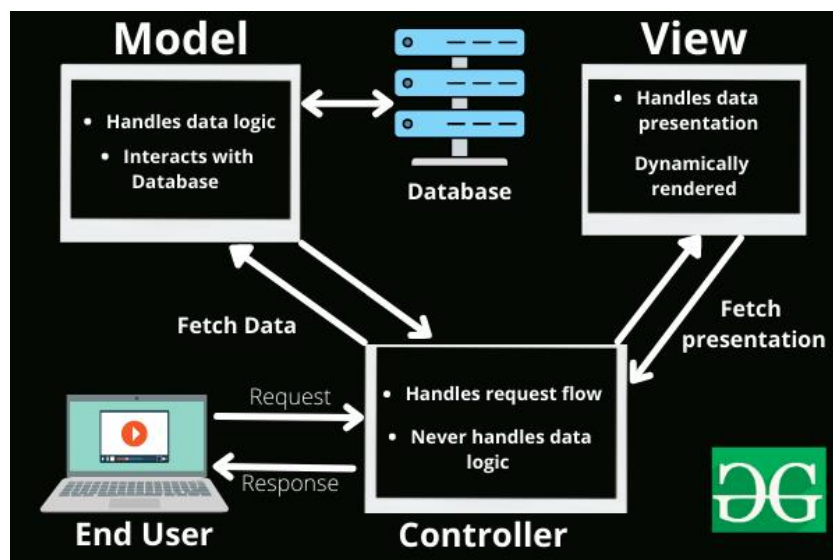 Model
View
• Handles data logic
• Interacts with
Database
Database
• Handles data
presentation
Dynamically
rendered
Fetch Data
Fetch
presentation
Request
Response
• Handles request flow
• Never handles data
logic
End User
Controller